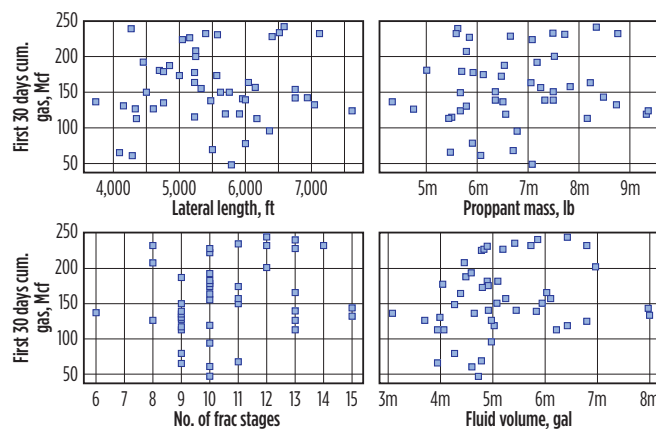 First 30 days cum.
gas, Mcf
250
200
150
100
50
4,000 5,000 6,000 7,000
Lateral length, ft
5m 6m 7m 8m 9m
Proppant mass, lb
First 30 days cum.
gas, Mcf
250
200
150
100
50
6 7 8 9 10 11 12 13 14 15
No. of frac stages
3m 4m 5m 6m 7m 8m
Fluid volume, gal